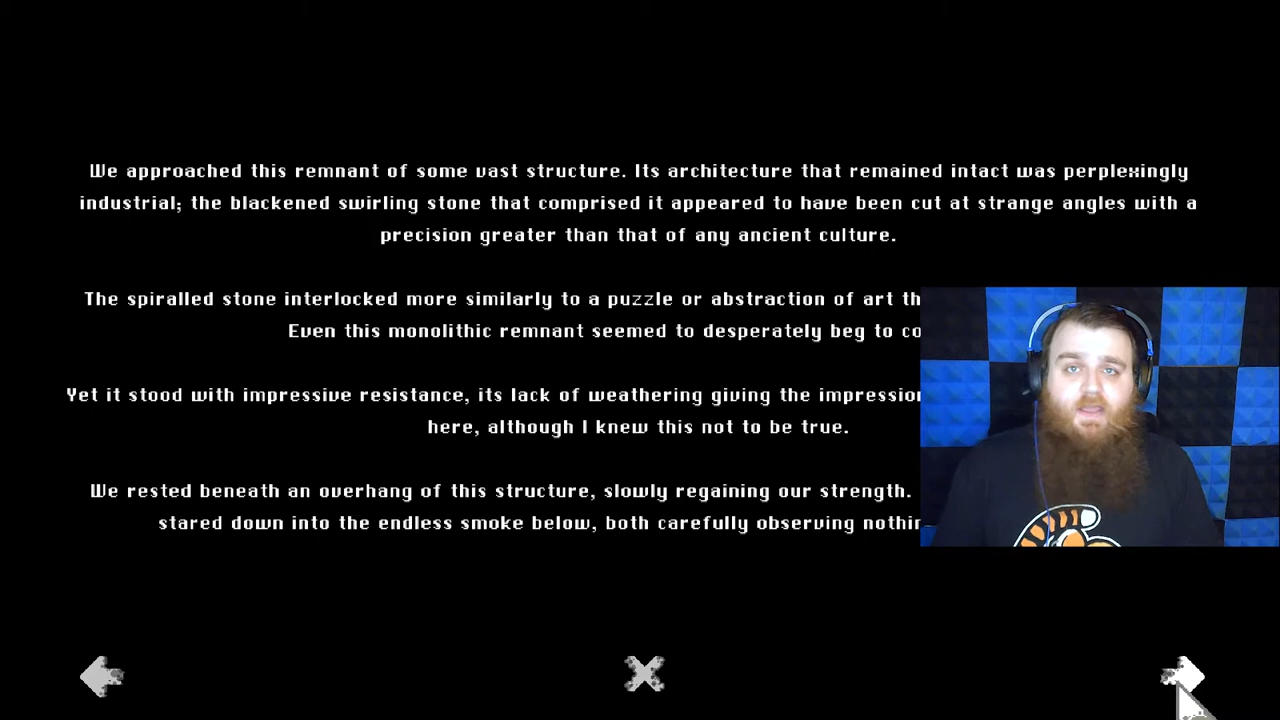 We approached this remnant of some vast structure. Its architecture that remained intact was perplexingly
industrial; the blackened swirling stone that comprised it appeared to have been cut at strange angles with a
precision greater than that of any ancient culture.
The spiralled stone interlocked more similarly to a puzzle or abstraction of art
Even this monolithic remnant seemed to desperately beg to
Yet it stood with impressive resistance, its lack of weathering giving the impression
here, although I knew this not to be true.
We rested beneath an overhang of this structure, slowly regaining our strength.
stared down into the endless smoke below, both carefully observing